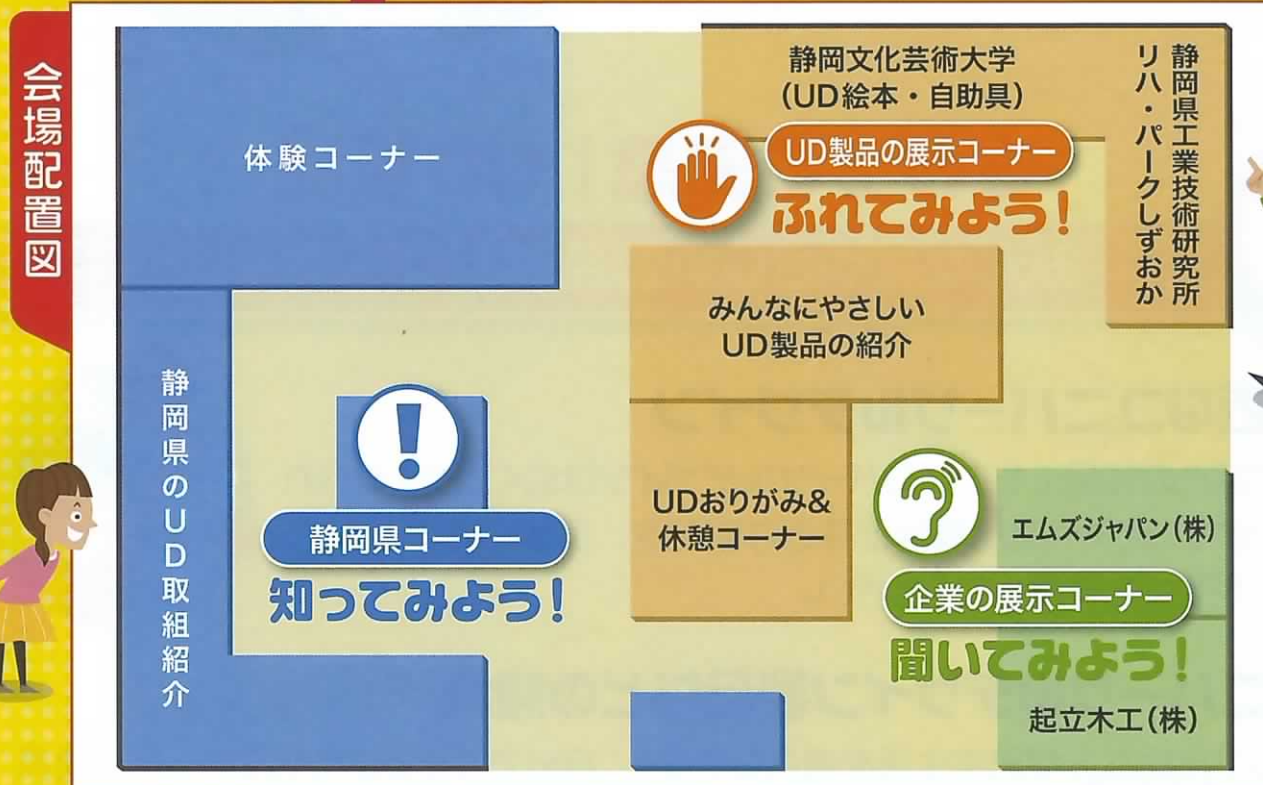 会場配置図
体験コーナー
静岡県のUD取組紹介
静岡県コーナー
知ってみよう!
静岡文化芸術大学
(UD絵本・自助具)
UD製品の展示コーナー
ふれてみよう!
静岡県工業技術研究所
リハ・パークしずおか
みんなにやさしい
UD製品の紹介
UDおりがみ&
休憩コーナー
エムズジャパン(株)
企業の展示コーナー
聞いてみよう!
起立木工(株)